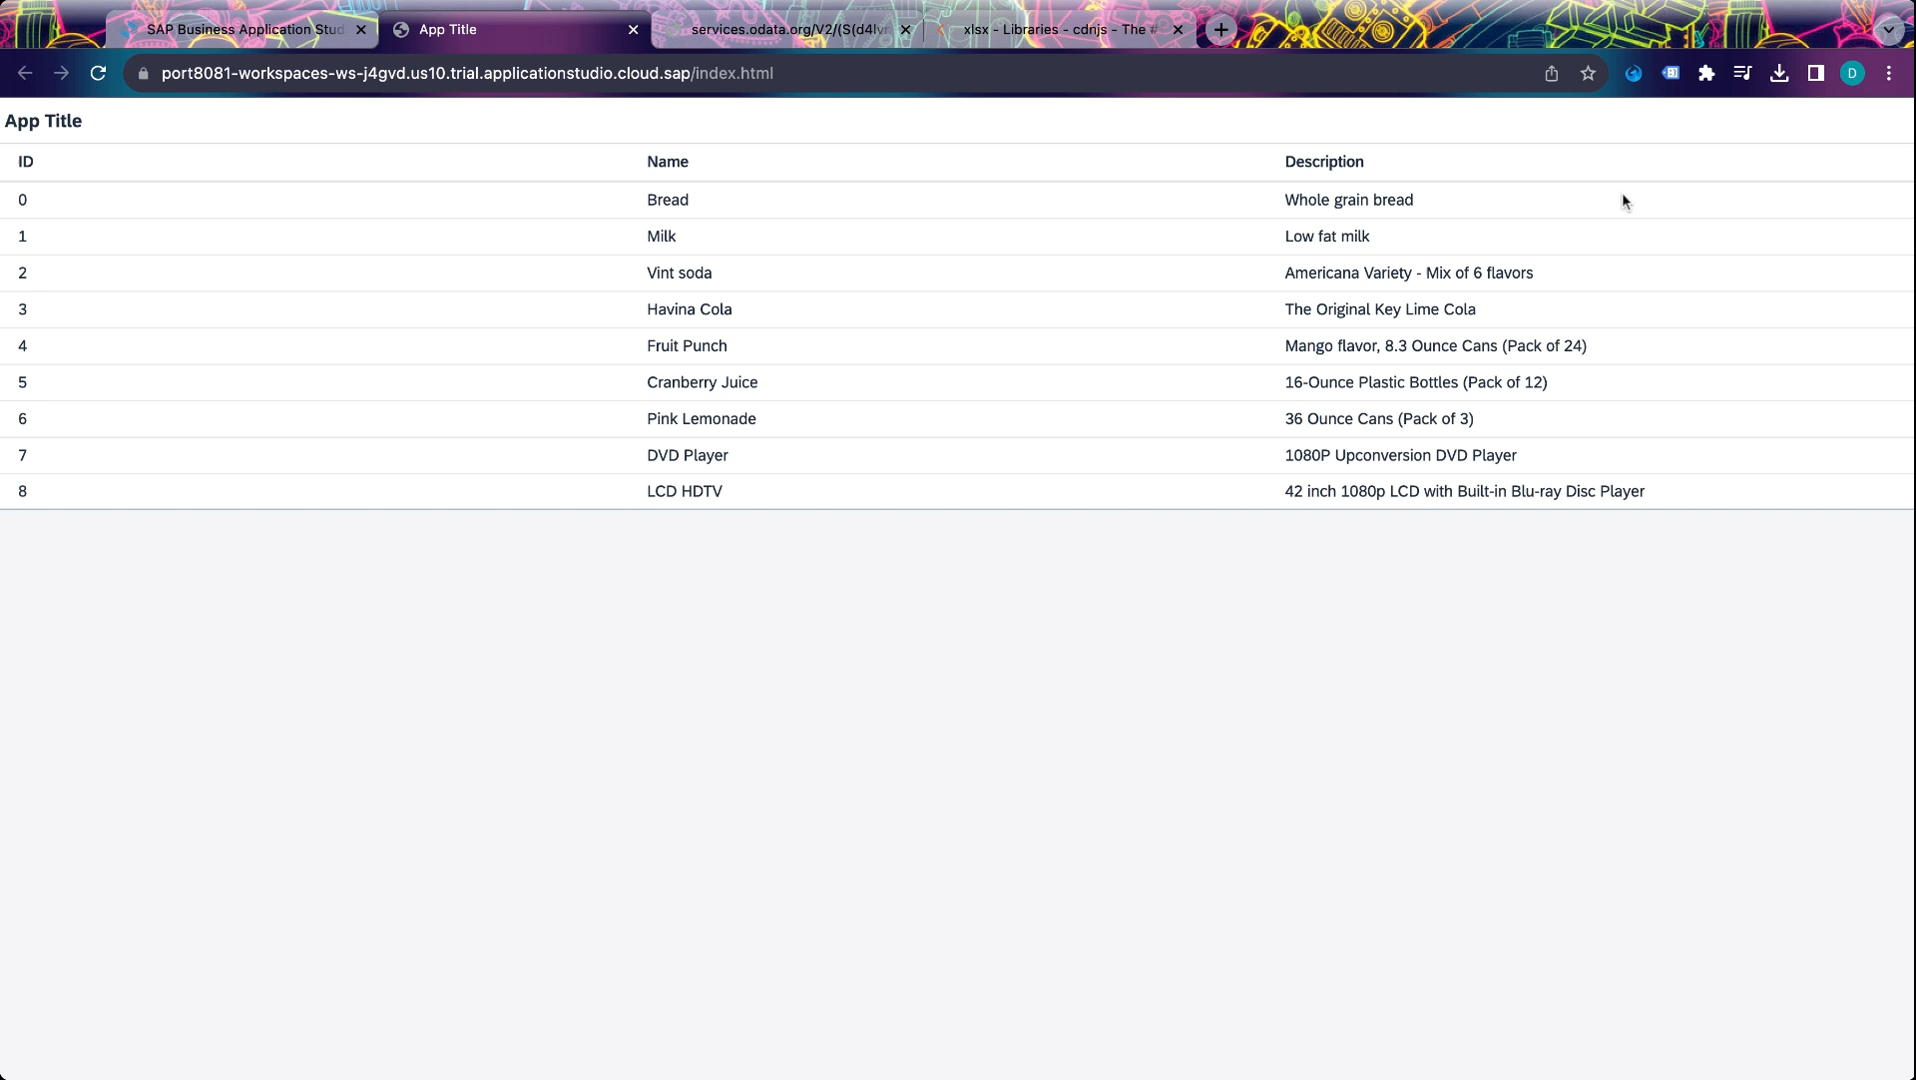 SAP Business Application Stud
App Title
services.odata.org/V2/(S(d4lvr
xlsx - Libraries - cdnjs - The #
port8081-workspaces-ws-j4gvd.us10.trial.applicationstudio.cloud.sap/index.html
D
App Title
ID Name Description
0 Bread Whole grain bread
1 Milk Low fat milk
2 Vint soda Americana Variety - Mix of 6 flavors
3 Havina Cola The Original Key Lime Cola
4 Fruit Punch Mango flavor, 8.3 Ounce Cans (Pack of 24)
5 Cranberry Juice 16-Ounce Plastic Bottles (Pack of 12)
6 Pink Lemonade 36 Ounce Cans (Pack of 3)
7 DVD Player 1080P Upconversion DVD Player
8 LCD HDTV 42 inch 1080p LCD with Built-in Blu-ray Disc Player